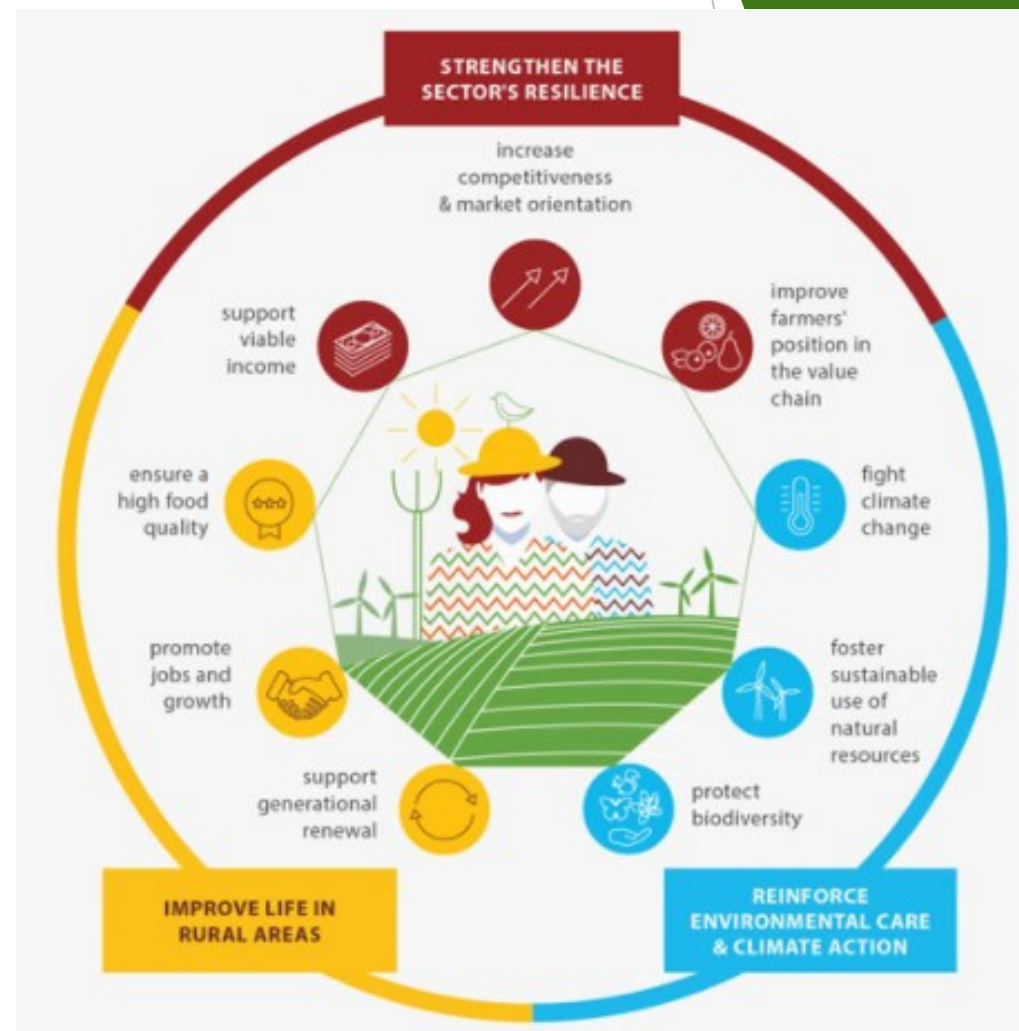 STRENGTHEN THE
SECTOR'S RESILIENCE
increase
competitiveness
& market orientation
improve
farmers'
position in
the value
chain
support
viable
income
ensure a
high food
quality
fight
climate
change
promote
jobs and
growth
foster
sustainable
use of
natural
resources
support
generational
renewal
protect
biodiversity
IMPROVE LIFE IN
RURAL AREAS
REINFORCE
ENVIRONMENTAL CARE
& CLIMATE ACTION